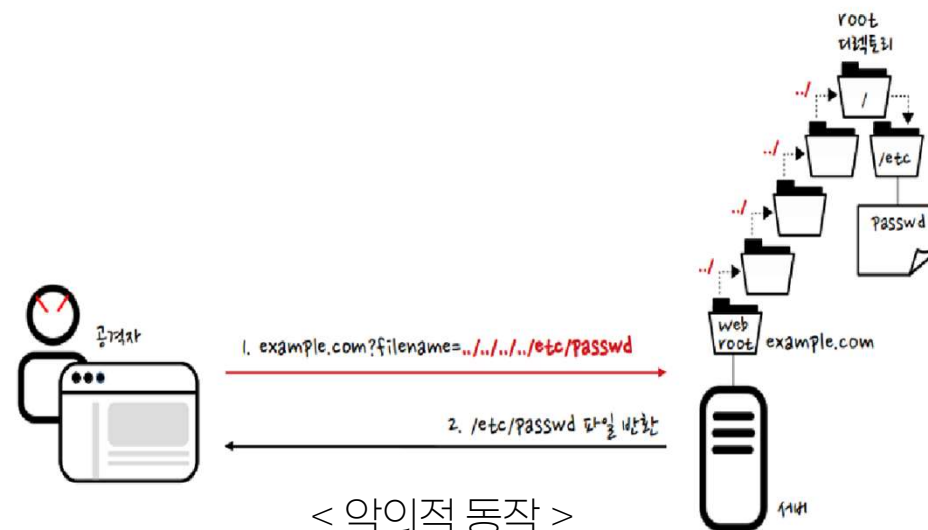 root
디렉토리
../
/
../
/etc
../
passwd
../
web
root
example.com
공격자
1. example.com?filename=../../../../etc/passwd
2. /etc/passwd 파일 반환
서버
< 악의적 동작 >